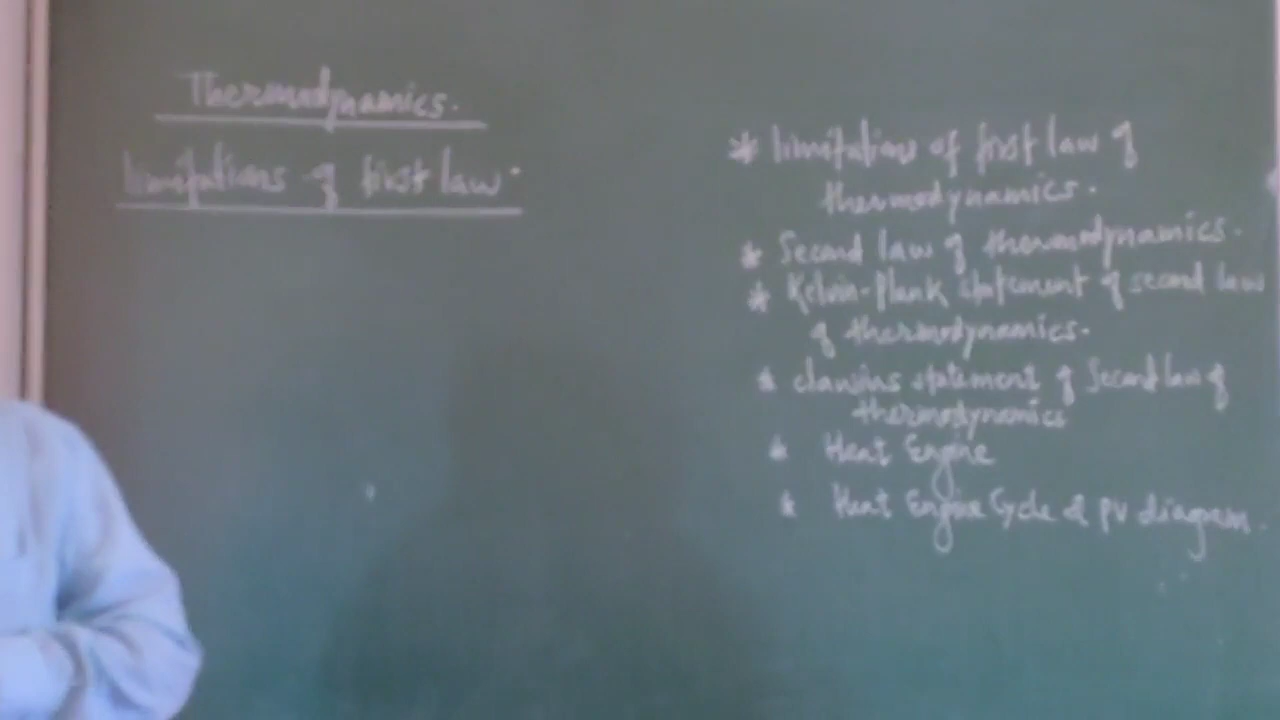 Thermodynamics.
limitations of first law.
* limitations of first law of
thermodynamics.
* Second law of thermodynamics.
* Kelvin-Plank statement of second law
of thermodynamics.
* clausius statement of Second law of
thermodynamics
* Heat Engine
* Heat Engine Cycle & PV diagram.